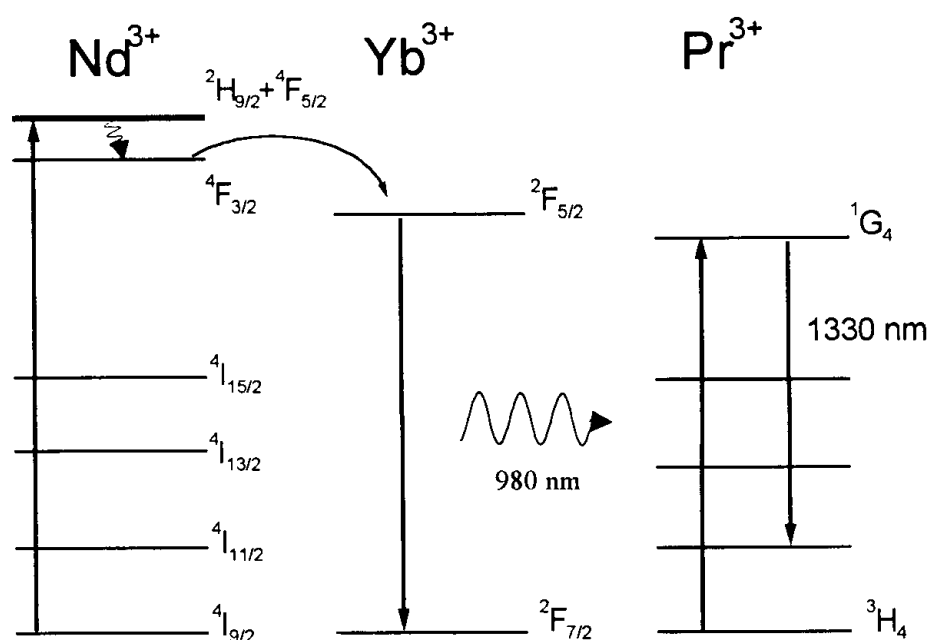 Nd³⁺ Yb³⁺ Pr³⁺
²H₉/₂+⁴F₅/₂
⁴F₃/₂
²F₅/₂
¹G₄
1330 nm
⁴I₁₅/₂
⁴I₁₃/₂
980 nm
⁴I₁₁/₂
⁴I₉/₂
²F₇/₂
³H₄